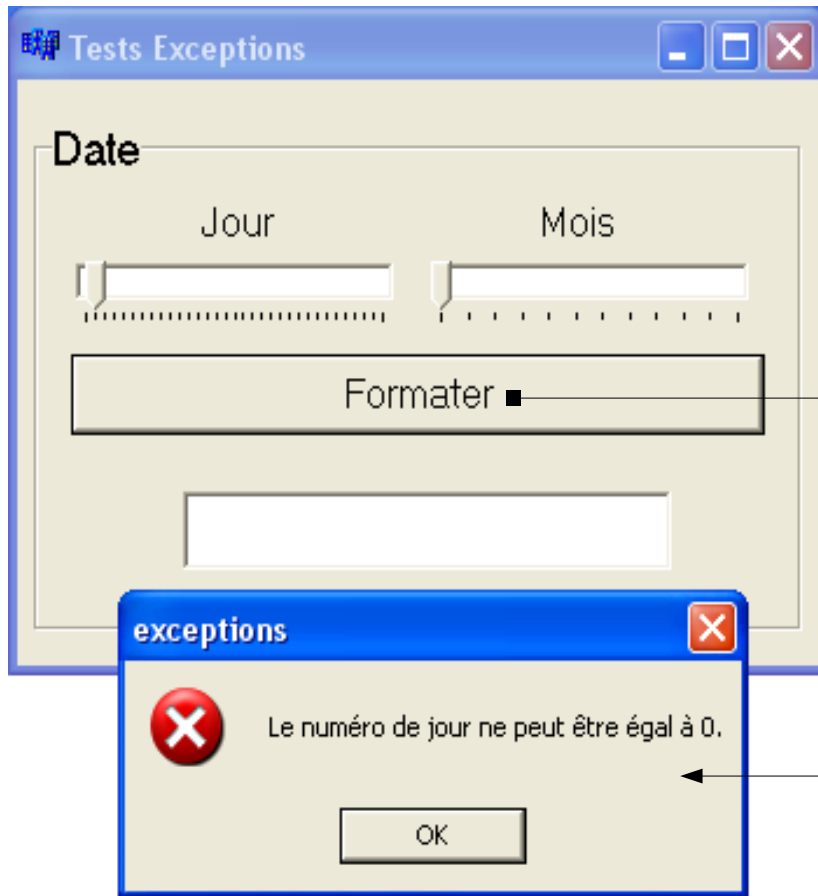 Tests Exceptions
Date
Jour Mois
Formater
exceptions
Le numéro de jour ne peut être égal à 0.
OK